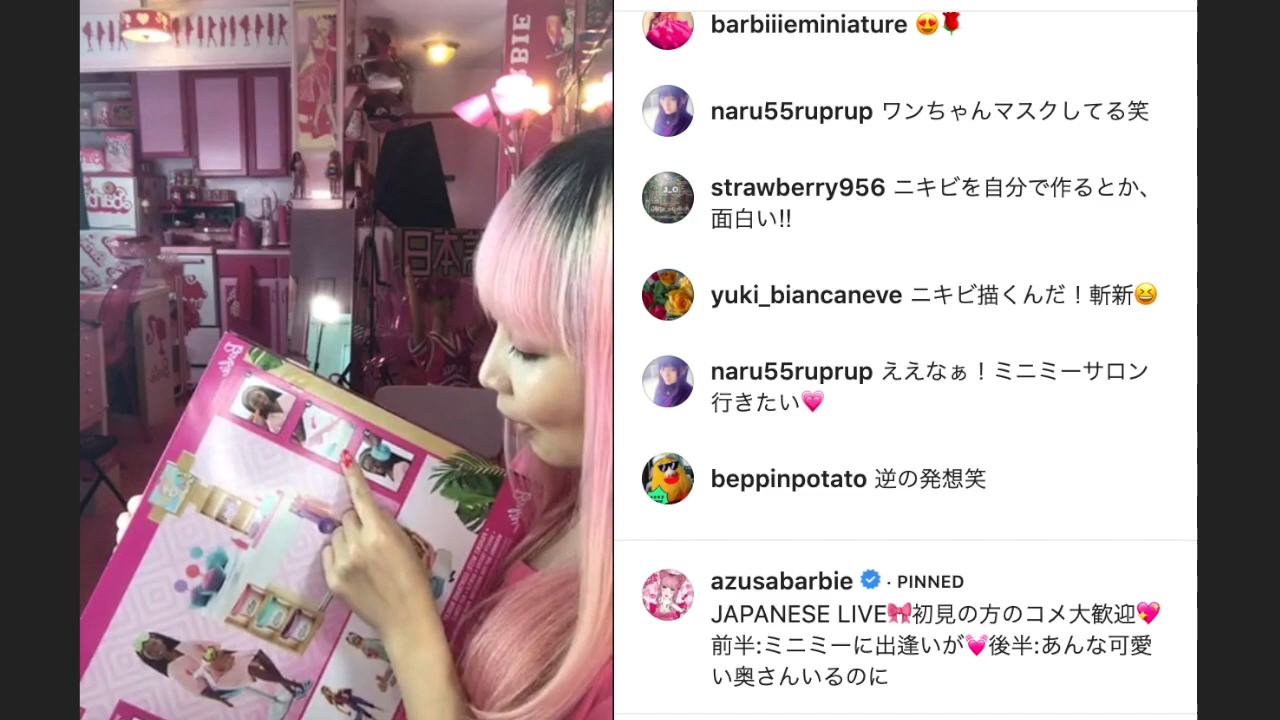 BIE
日本
Barbie
Barbie
barbiiieminiature 😍🌹
naru55ruprup ワンちゃんマスクしてる笑
strawberry956 ニキビを自分で作るとか、
面白い!!
yuki_biancaneve ニキビ描くんだ！斬新😆
naru55ruprup ええなぁ！ミニミーサロン
行きたい💗
beppinpotato 逆の発想笑
azusabarbie · PINNED
JAPANESE LIVE🎀初見の方のコメ大歓迎💖
前半:ミニミーに出逢いが💓後半:あんな可愛
い奥さんいるのに